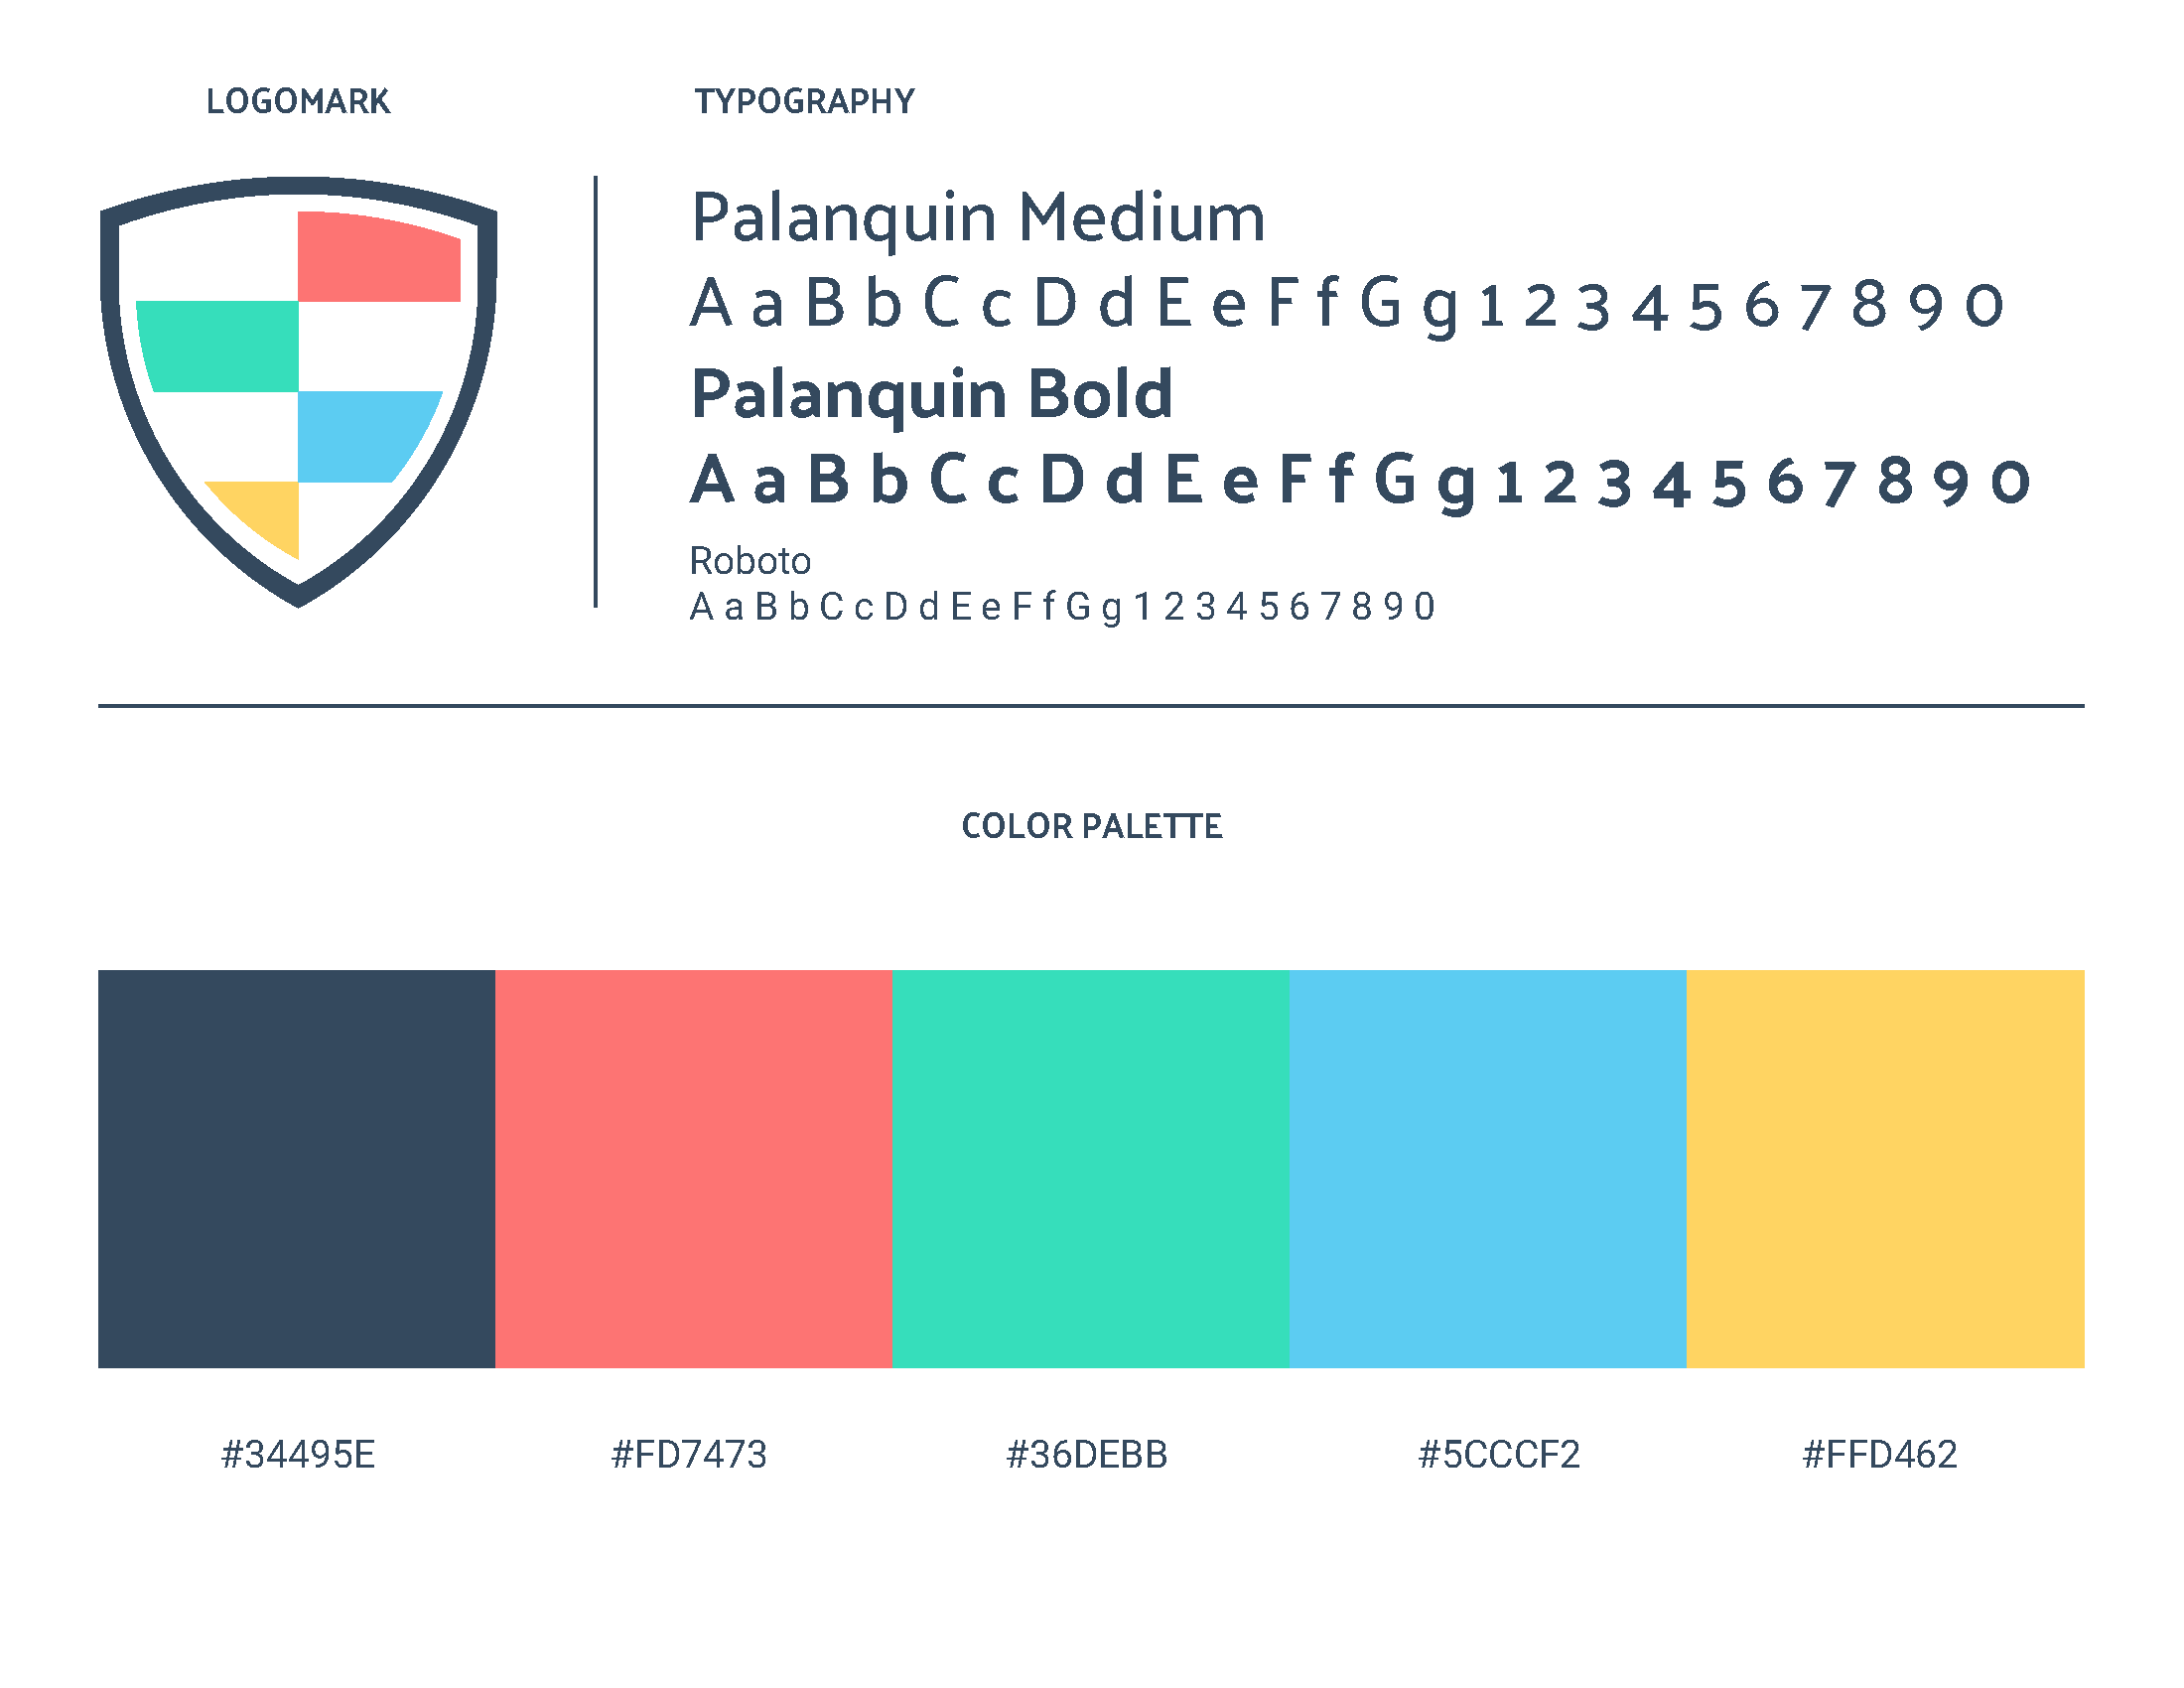 LOGOMARK
TYPOGRAPHY
Palanquin Medium
A a B b C c D d E e F f G g 1 2 3 4 5 6 7 8 9 0
Palanquin Bold
A a B b C c D d E e F f G g 1 2 3 4 5 6 7 8 9 0
Roboto
A a B b C c D d E e F f G g 1 2 3 4 5 6 7 8 9 0
COLOR PALETTE
#34495E
#FD7473
#36DEBB
#5CCCF2
#FFD462